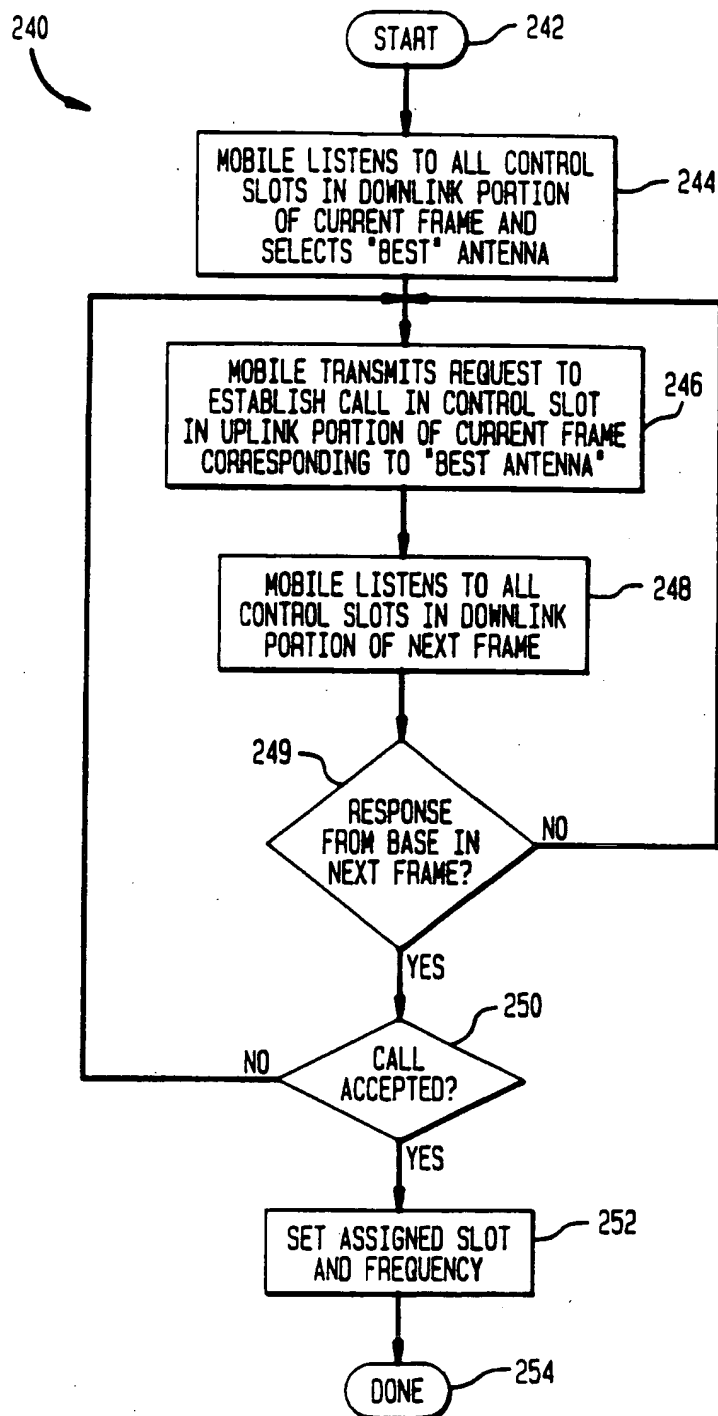 240
START
242
MOBILE LISTENS TO ALL CONTROL
SLOTS IN DOWNLINK PORTION
OF CURRENT FRAME AND
SELECTS "BEST" ANTENNA
244
MOBILE TRANSMITS REQUEST TO
ESTABLISH CALL IN CONTROL SLOT
IN UPLINK PORTION OF CURRENT FRAME
CORRESPONDING TO "BEST ANTENNA"
246
MOBILE LISTENS TO ALL
CONTROL SLOTS IN DOWNLINK
PORTION OF NEXT FRAME
248
249
RESPONSE
FROM BASE IN
NEXT FRAME?
NO
YES
250
NO
CALL
ACCEPTED?
YES
SET ASSIGNED SLOT
AND FREQUENCY
252
DONE
254